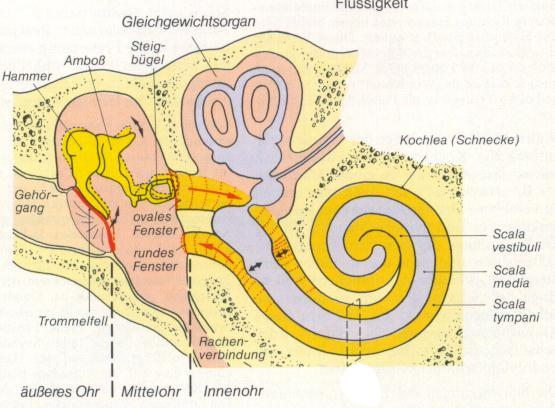 Flüssigkeit
Gleichgewichtsorgan
Steig-
bügel
Amboß
Hammer
Kochlea (Schnecke)
Gehör-
gang
ovales
Fenster
rundes
Fenster
Scala
vestibuli
Scala
media
Scala
tympani
Trommelfell
Rachen-
verbindung
äußeres Ohr
Mittelohr
Innenohr